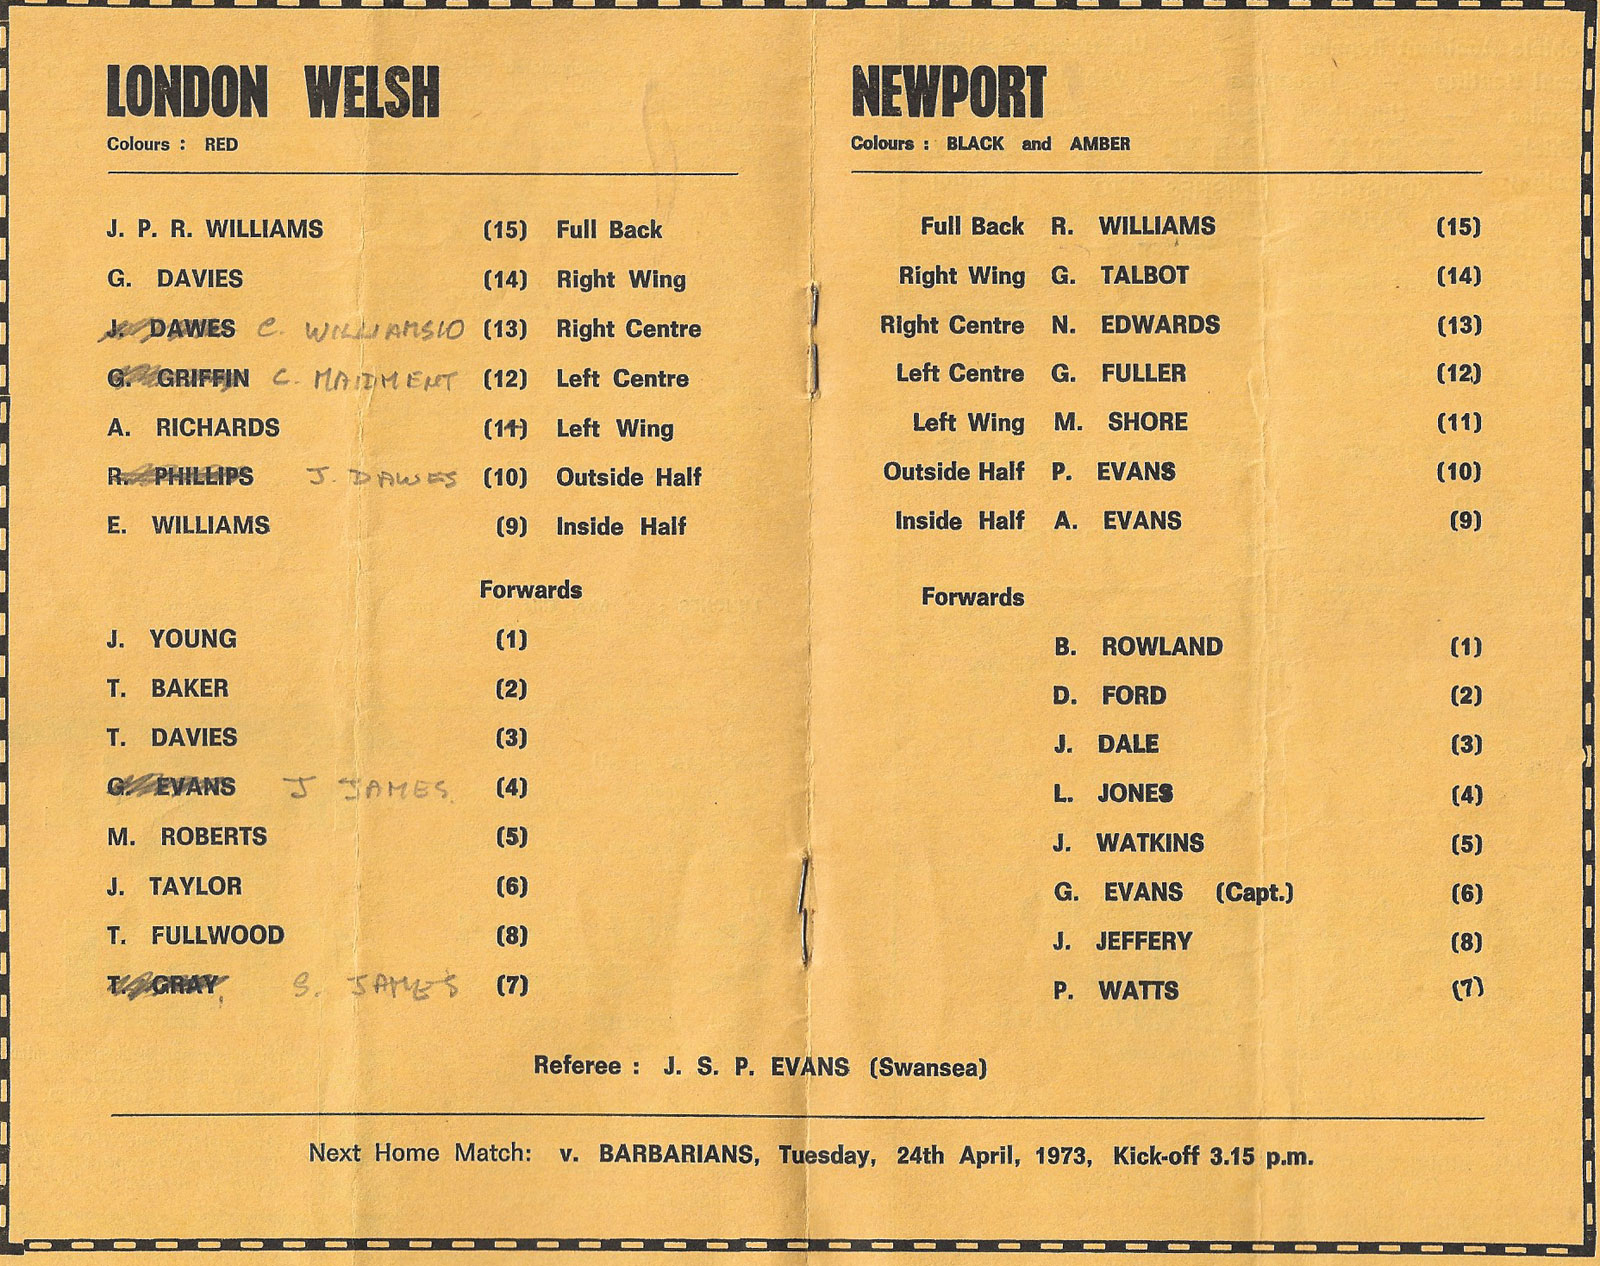 LONDON WELSH
Colours : RED
J. P. R. WILLIAMS (15) Full Back
G. DAVIES (14) Right Wing
J. DAWES C. WILLIAMS 10 (13) Right Centre
G. GRIFFIN C. MAIDMENT (12) Left Centre
A. RICHARDS (11) Left Wing
R. PHILLIPS J. DAWES (10) Outside Half
E. WILLIAMS (9) Inside Half
Forwards
J. YOUNG (1)
T. BAKER (2)
T. DAVIES (3)
G. EVANS J JAMES. (4)
M. ROBERTS (5)
J. TAYLOR (6)
T. FULLWOOD (8)
T. GRAY S. JAMES (7)
NEWPORT
Colours : BLACK and AMBER
Full Back R. WILLIAMS (15)
Right Wing G. TALBOT (14)
Right Centre N. EDWARDS (13)
Left Centre G. FULLER (12)
Left Wing M. SHORE (11)
Outside Half P. EVANS (10)
Inside Half A. EVANS (9)
Forwards
B. ROWLAND (1)
D. FORD (2)
J. DALE (3)
L. JONES (4)
J. WATKINS (5)
G. EVANS (Capt.) (6)
J. JEFFERY (8)
P. WATTS (7)
Referee : J. S. P. EVANS (Swansea)
Next Home Match: v. BARBARIANS, Tuesday, 24th April, 1973, Kick-off 3.15 p.m.